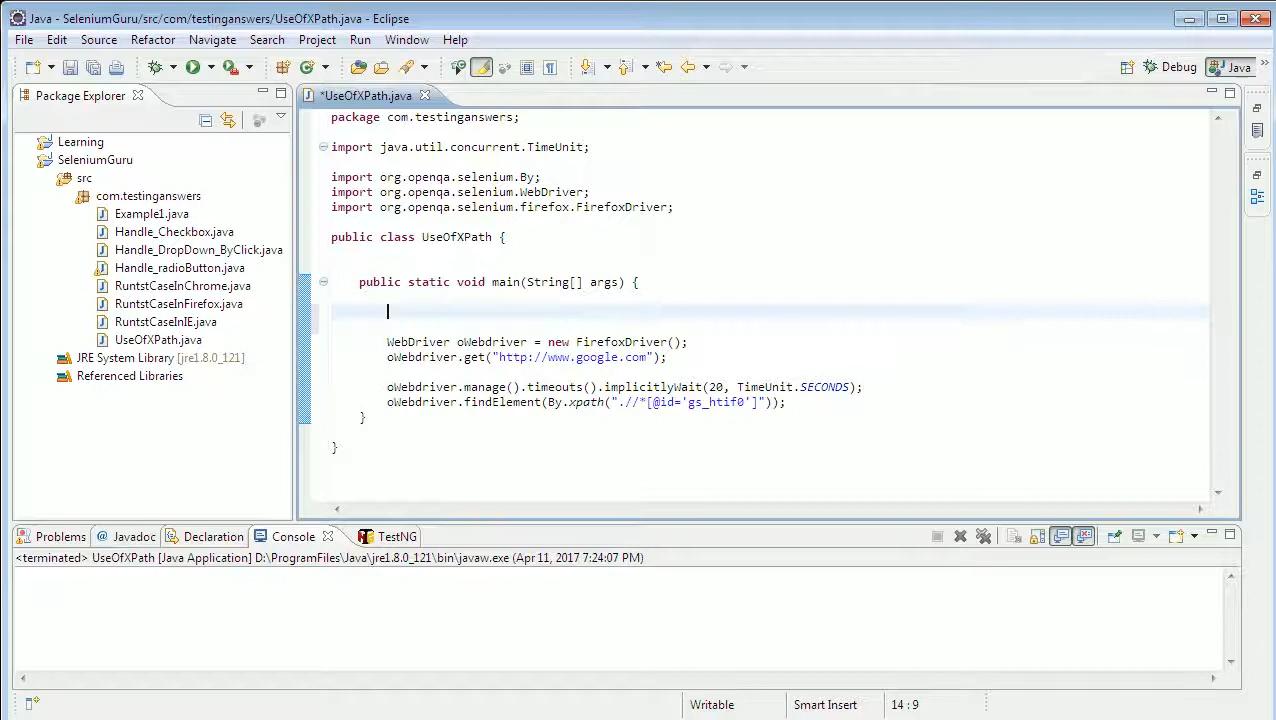 Java - SeleniumGuru/src/com/testinganswers/UseOfXPath.java - Eclipse
File Edit Source Refactor Navigate Search Project Run Window Help
Debug Java
Package Explorer
*UseOfXPath.java
Learning
SeleniumGuru
src
com.testinganswers
Example1.java
Handle_Checkbox.java
Handle_DropDown_ByClick.java
Handle_radioButton.java
RuntstCaseInChrome.java
RuntstCaseInFirefox.java
RuntstCaseInIE.java
UseOfXPath.java
JRE System Library [jre1.8.0_121]
Referenced Libraries
package com.testinganswers;
import java.util.concurrent.TimeUnit;
import org.openqa.selenium.By;
import org.openqa.selenium.WebDriver;
import org.openqa.selenium.firefox.FirefoxDriver;
public class UseOfXPath {
public static void main(String[] args) {
WebDriver oWebdriver = new FirefoxDriver();
oWebdriver.get("http://www.google.com");
oWebdriver.manage().timeouts().implicitlyWait(20, TimeUnit.SECONDS);
oWebdriver.findElement(By.xpath(".//*[@id='gs_htif0']"));
}
}
Problems @ Javadoc Declaration Console TestNG
<terminated> UseOfXPath [Java Application] D:\ProgramFiles\Java\jre1.8.0_121\bin\javaw.exe (Apr 11, 2017 7:24:07 PM)
Writable Smart Insert 14 : 9